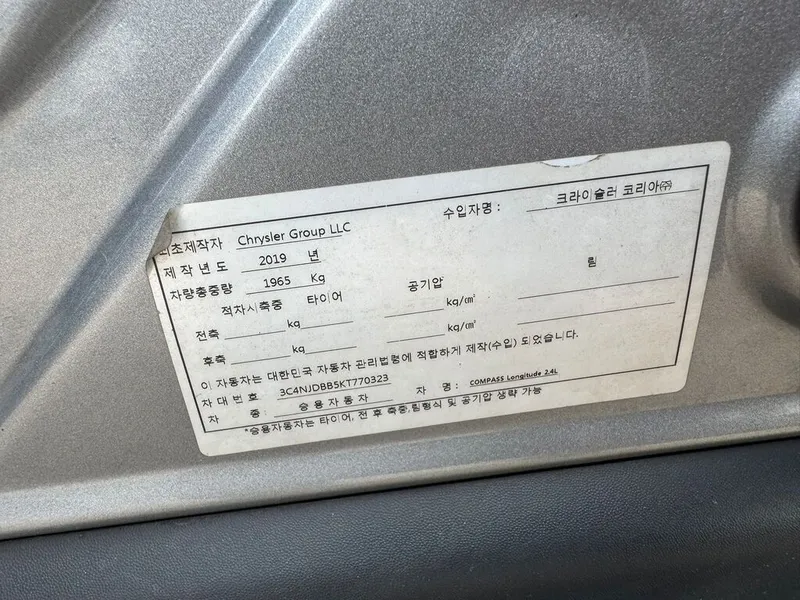 최초제작자 Chrysler Group LLC 수입자명 : 크라이슬러 코리아㈜
제 작 년 도 2019 년
차량총중량 1965 Kg
적차시축중 타이어 공기압 림
전축 kg kg/㎠
후축 kg kg/㎠
이 자동차는 대한민국 자동차 관리법령에 적합하게 제작(수입) 되었습니다.
차 대 번 호 3C4NJDBB5KT770323 차 명 : COMPASS Longitude 2.4L
차 종 : 승용자동차
*승용자동차는 타이어, 전 후 축중,림형식 및 공기압 생략 가능